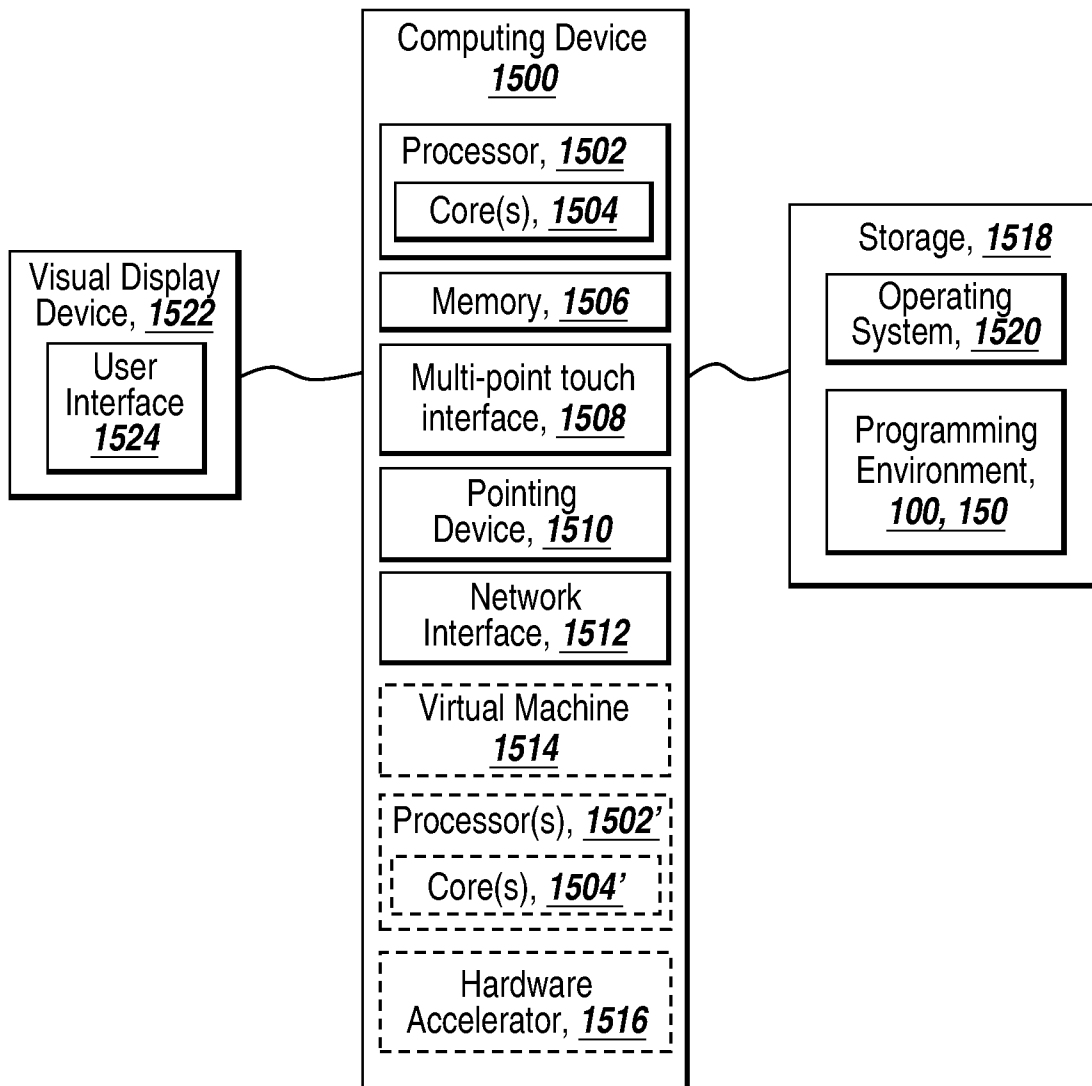 Computing Device
1500
Processor, 1502
Core(s), 1504
Memory, 1506
Multi-point touch
interface, 1508
Pointing
Device, 1510
Network
Interface, 1512
Virtual Machine
1514
Processor(s), 1502’
Core(s), 1504’
Hardware
Accelerator, 1516
Visual Display
Device, 1522
User
Interface
1524
Storage, 1518
Operating
System, 1520
Programming
Environment,
100, 150